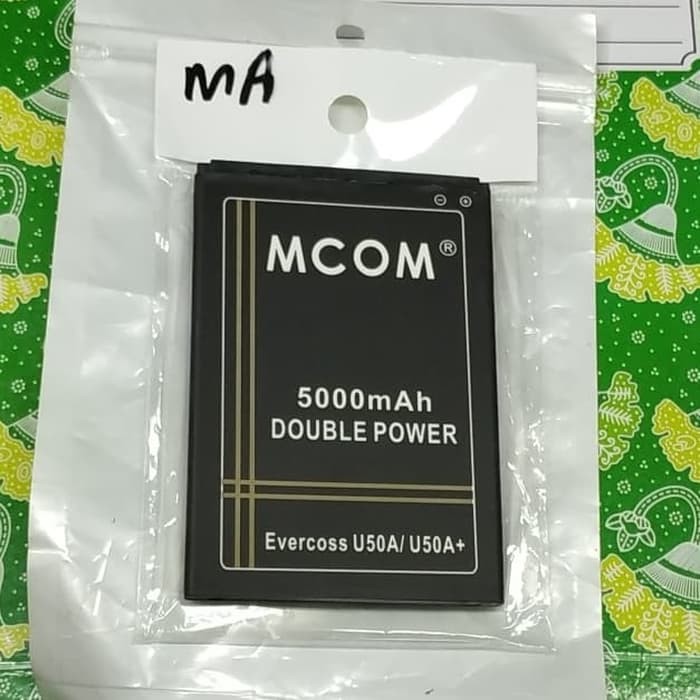 MA
MCOM®
5000mAh
DOUBLE POWER
Evercoss U50A/ U50A+